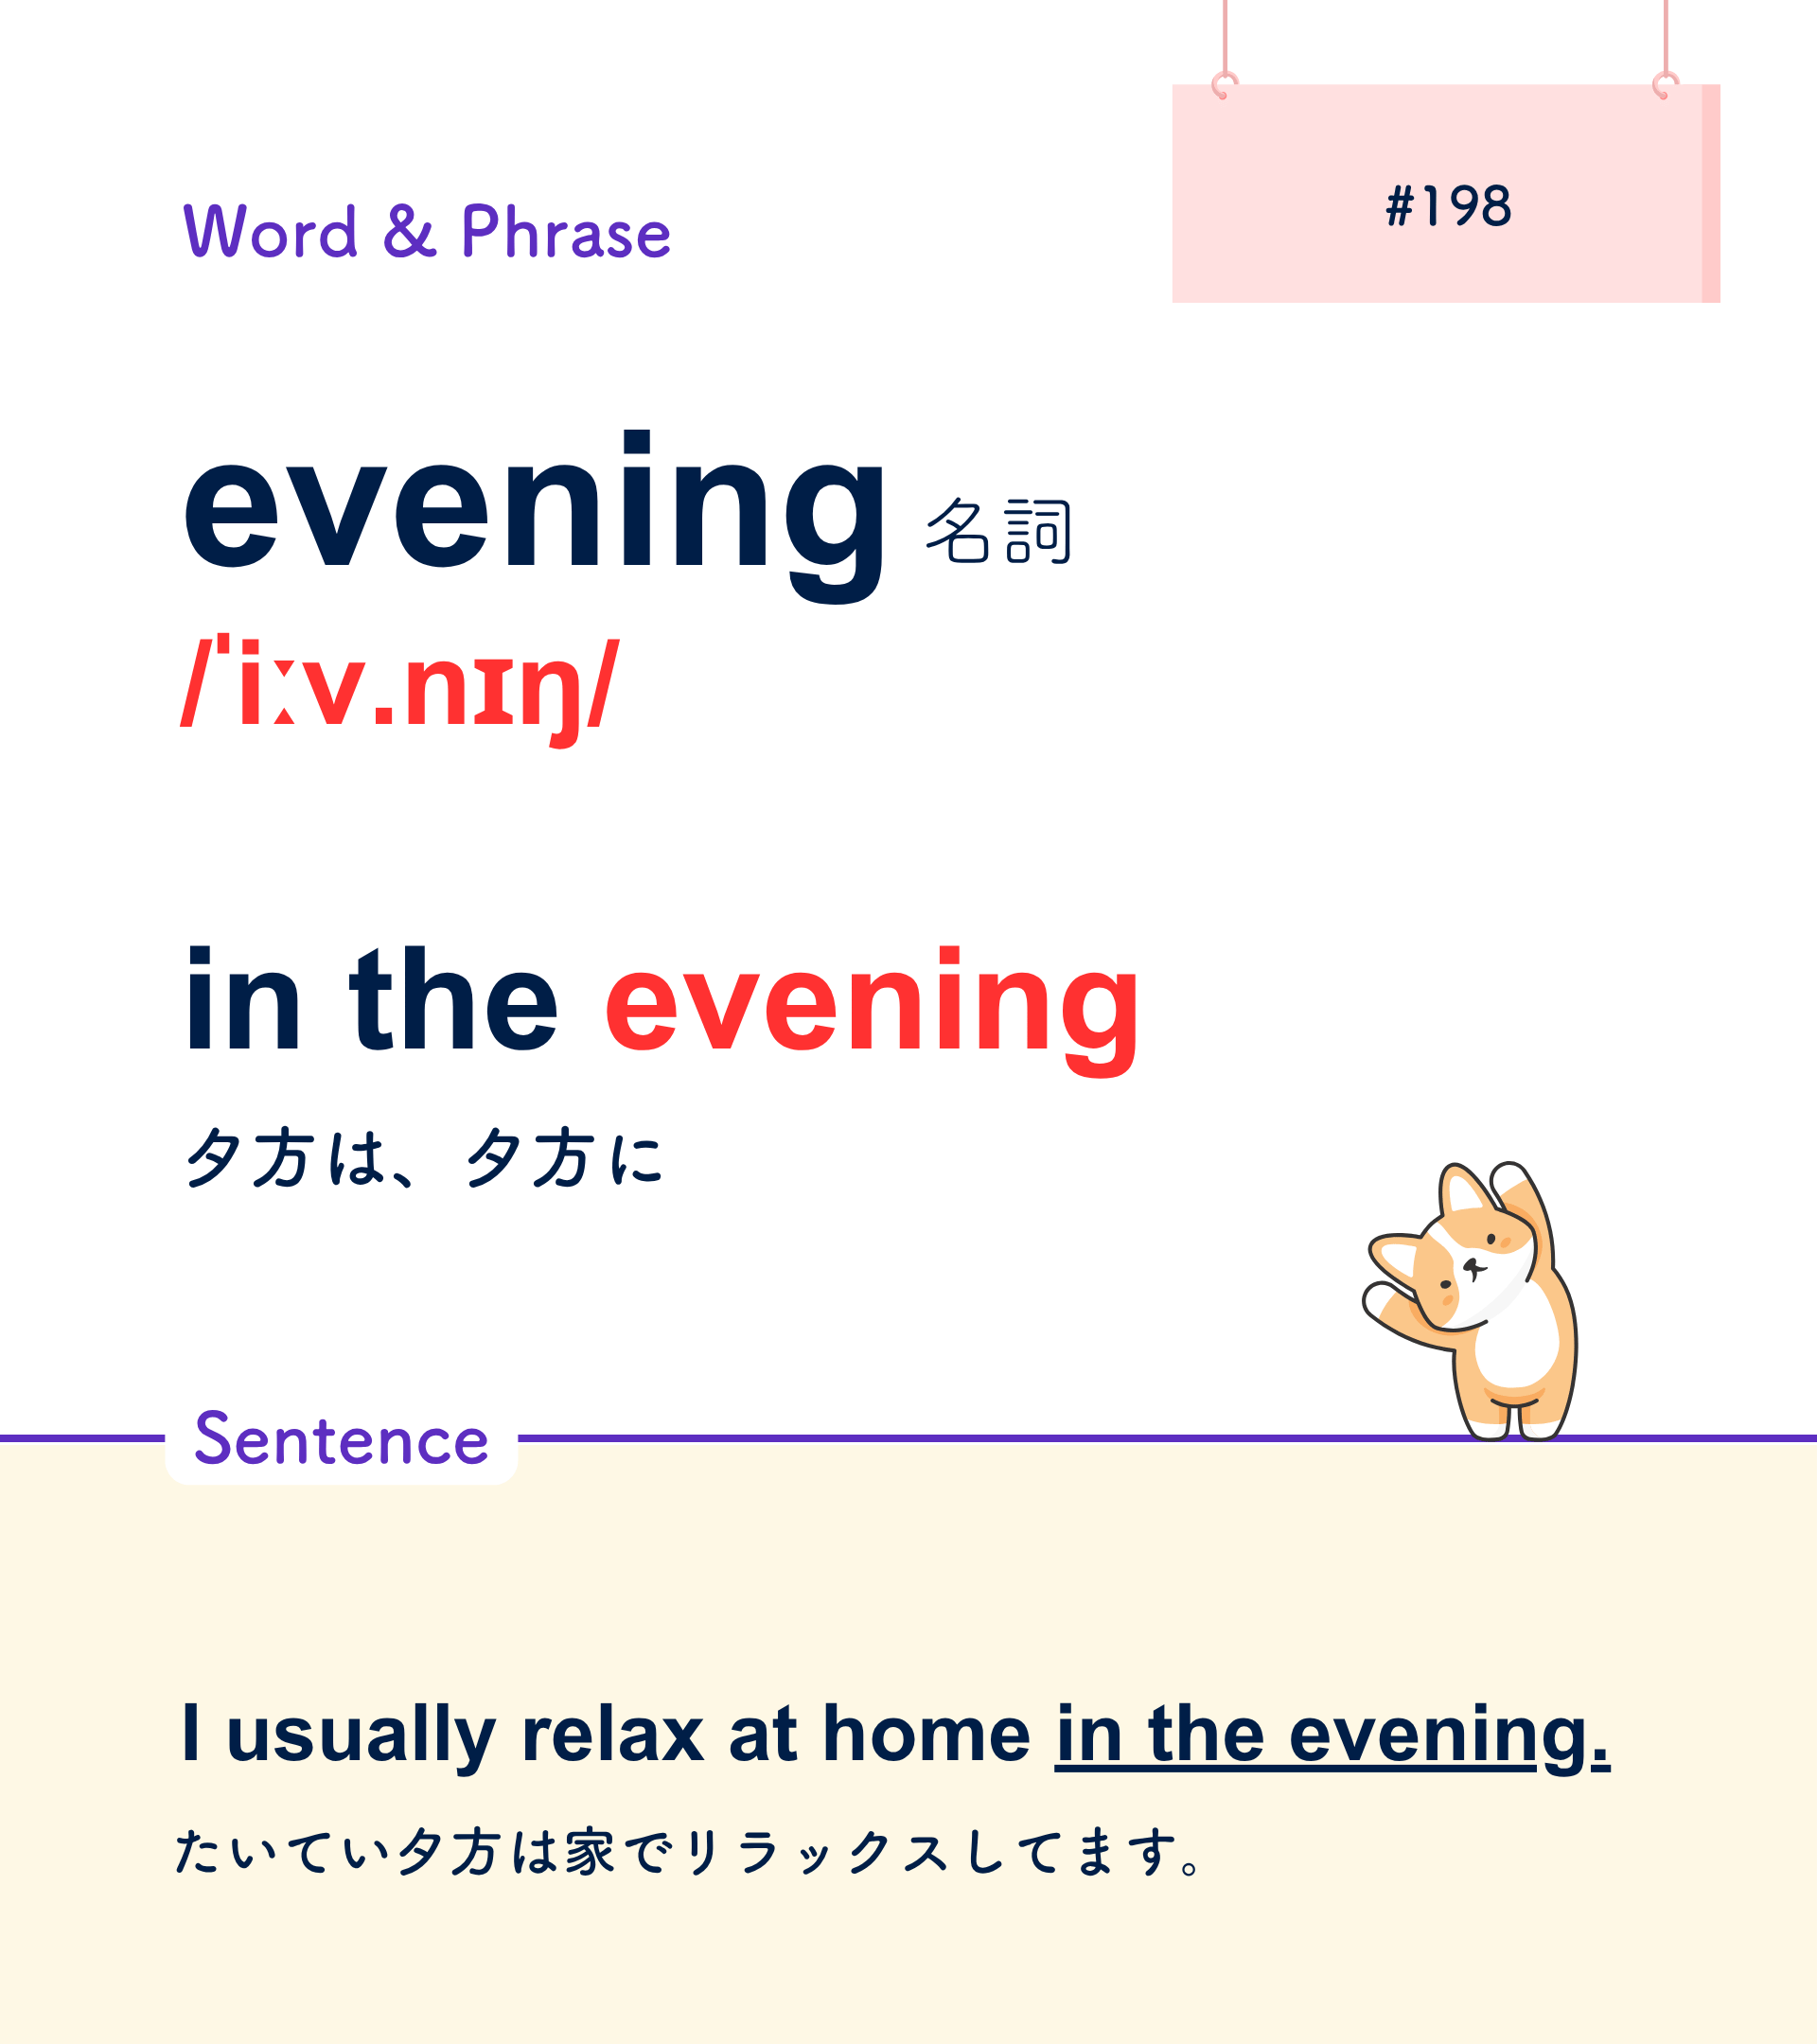 Word & Phrase
#198
evening 名詞
/ˈiːv.nɪŋ/
in the evening
夕方は、夕方に
Sentence
I usually relax at home in the evening.
たいてい夕方は家でリラックスしてます。